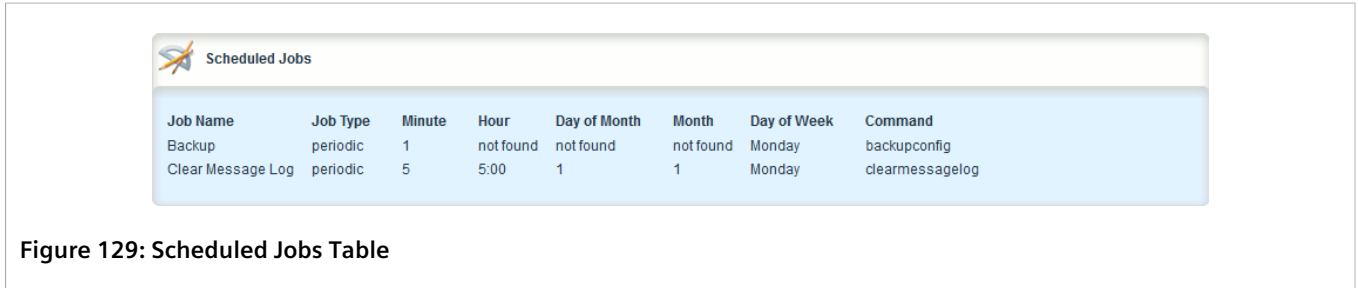 Scheduled Jobs
Job Name Job Type Minute Hour Day of Month Month Day of Week Command
Backup periodic 1 not found not found not found Monday backupconfig
Clear Message Log periodic 5 5:00 1 1 Monday clearmessagelog
Figure 129: Scheduled Jobs Table